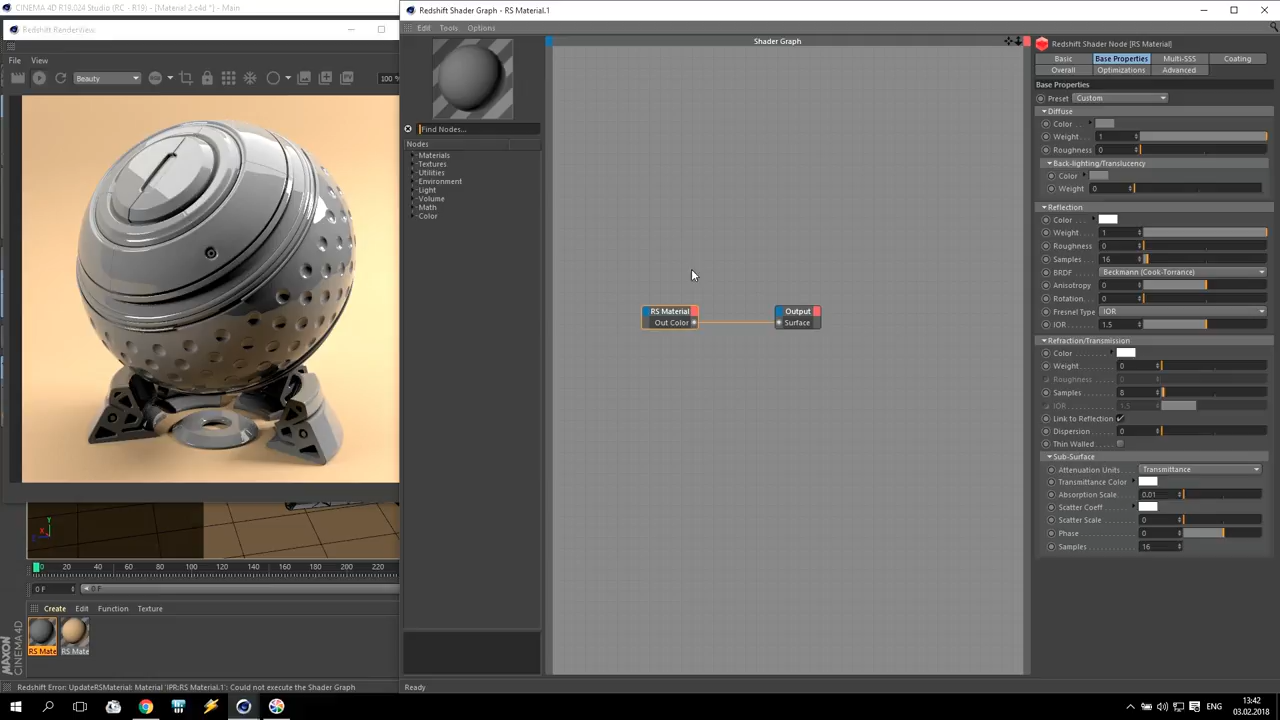 CINEMA 4D R19.024 Studio (RC - R19) - [Material 2.c4d *] - Main
Redshift RenderView
File View
Beauty
100 %
Redshift Shader Graph - RS Material.1
Edit Tools Options
Find Nodes...
Nodes
Materials
Textures
Utilities
Environment
Light
Volume
Math
Color
Shader Graph
RS Material
Out Color
Output
Surface
Redshift Shader Node [RS Material]
Basic Base Properties Multi-SSS Coating
Overall Optimizations Advanced
Base Properties
Preset Custom
Diffuse
Color . .
Weight 1
Roughness 0
Back-lighting/Translucency
Color
Weight 0
Reflection
Color . . . .
Weight . . . . 1
Roughness 0
Samples . . . 16
BRDF Beckmann (Cook-Torrance)
Anisotropy 0
Rotation. . . 0
Fresnel Type IOR
IOR . . . . . . 1.5
Refraction/Transmission
Color . . . . . . . .
Weight . . . . . . . 0
Roughness . . . . . 0
Samples . . . . . . 8
IOR . . . . . . . . . 1.5
Link to Reflection
Dispersion . . . . . 0
Thin Walled
Sub-Surface
Attenuation Units. . . . Transmittance
Transmittance Color
Absorption Scale. . . . 0.01
Scatter Coeff
Scatter Scale 0
Phase 0
Samples 16
0 20 40 60 80 100 120 140 160 180 200 220
0 F
0 F
Create Edit Function Texture
RS Mate RS Mate
MAXON CINEMA 4D
Redshift Error: UpdateRSMaterial: Material 'IPR;RS Material.1': Could not execute the Shader Graph
Ready
ENG
13:42
03.02.2018